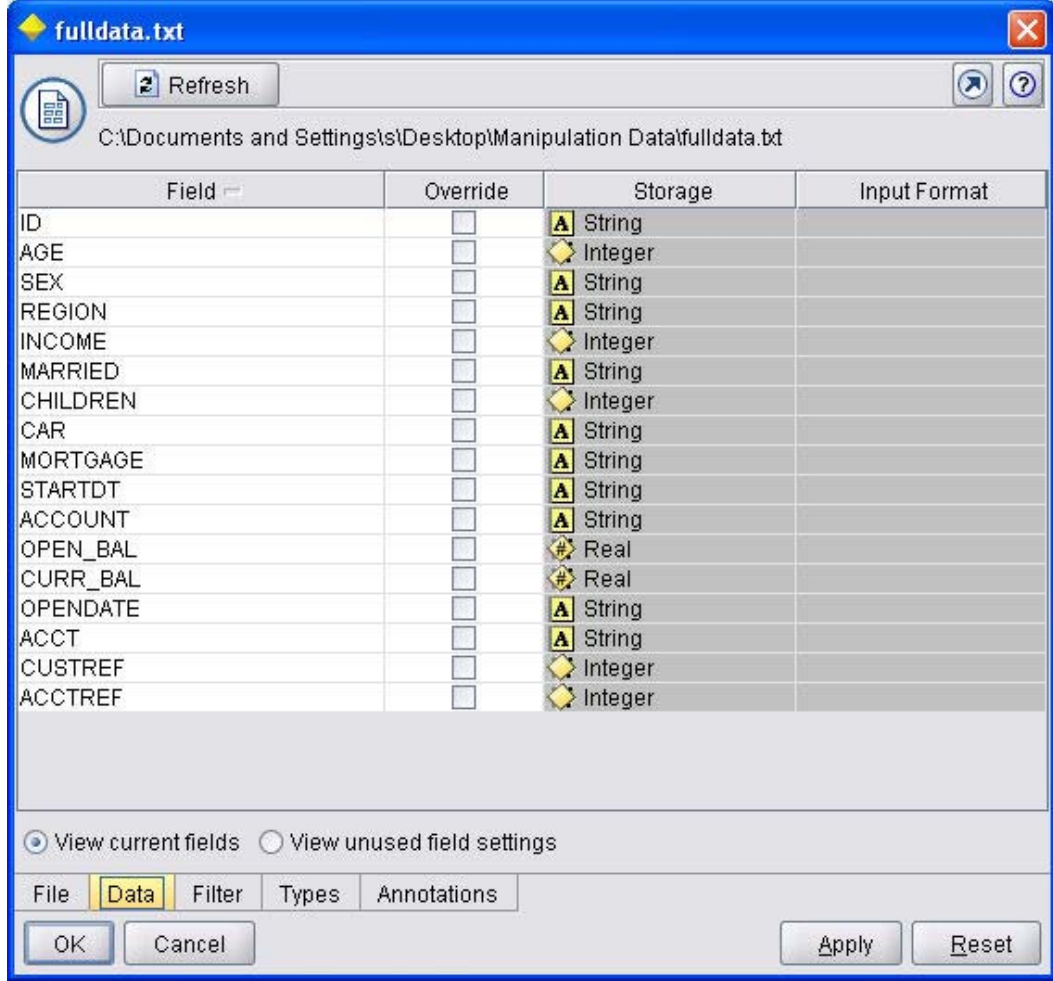 fulldata.txt
Refresh
C:\Documents and Settings\s\Desktop\Manipulation Data\fulldata.txt
Field Override Storage Input Format
ID A String
AGE Integer
SEX A String
REGION A String
INCOME Integer
MARRIED A String
CHILDREN Integer
CAR A String
MORTGAGE A String
STARTDT A String
ACCOUNT A String
OPEN_BAL # Real
CURR_BAL # Real
OPENDATE A String
ACCT A String
CUSTREF Integer
ACCTREF Integer
View current fields View unused field settings
File Data Filter Types Annotations
OK Cancel Apply Reset